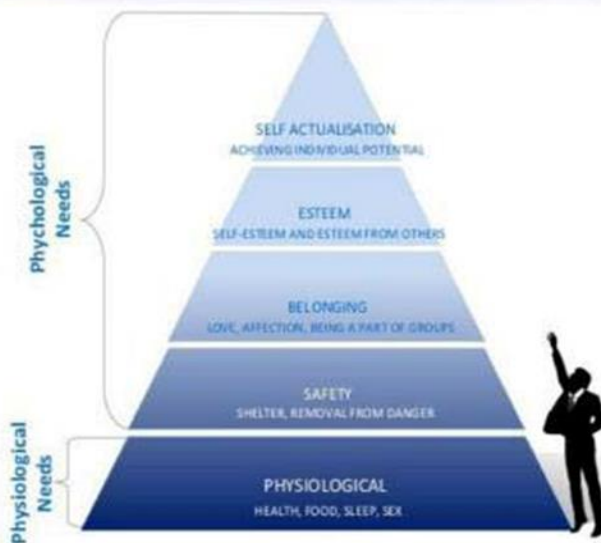 Phychological
Needs
SELF ACTUALISATION
ACHIEVING INDIVIDUAL POTENTIAL
ESTEEM
SELF-ESTEEM AND ESTEEM FROM OTHERS
BELONGING
LOVE, AFFECTION, BEING A PART OF GROUPS
SAFETY
SHELTER, REMOVAL FROM DANGER
Physiological
Needs
PHYSIOLOGICAL
HEALTH, FOOD, SLEEP, SEX